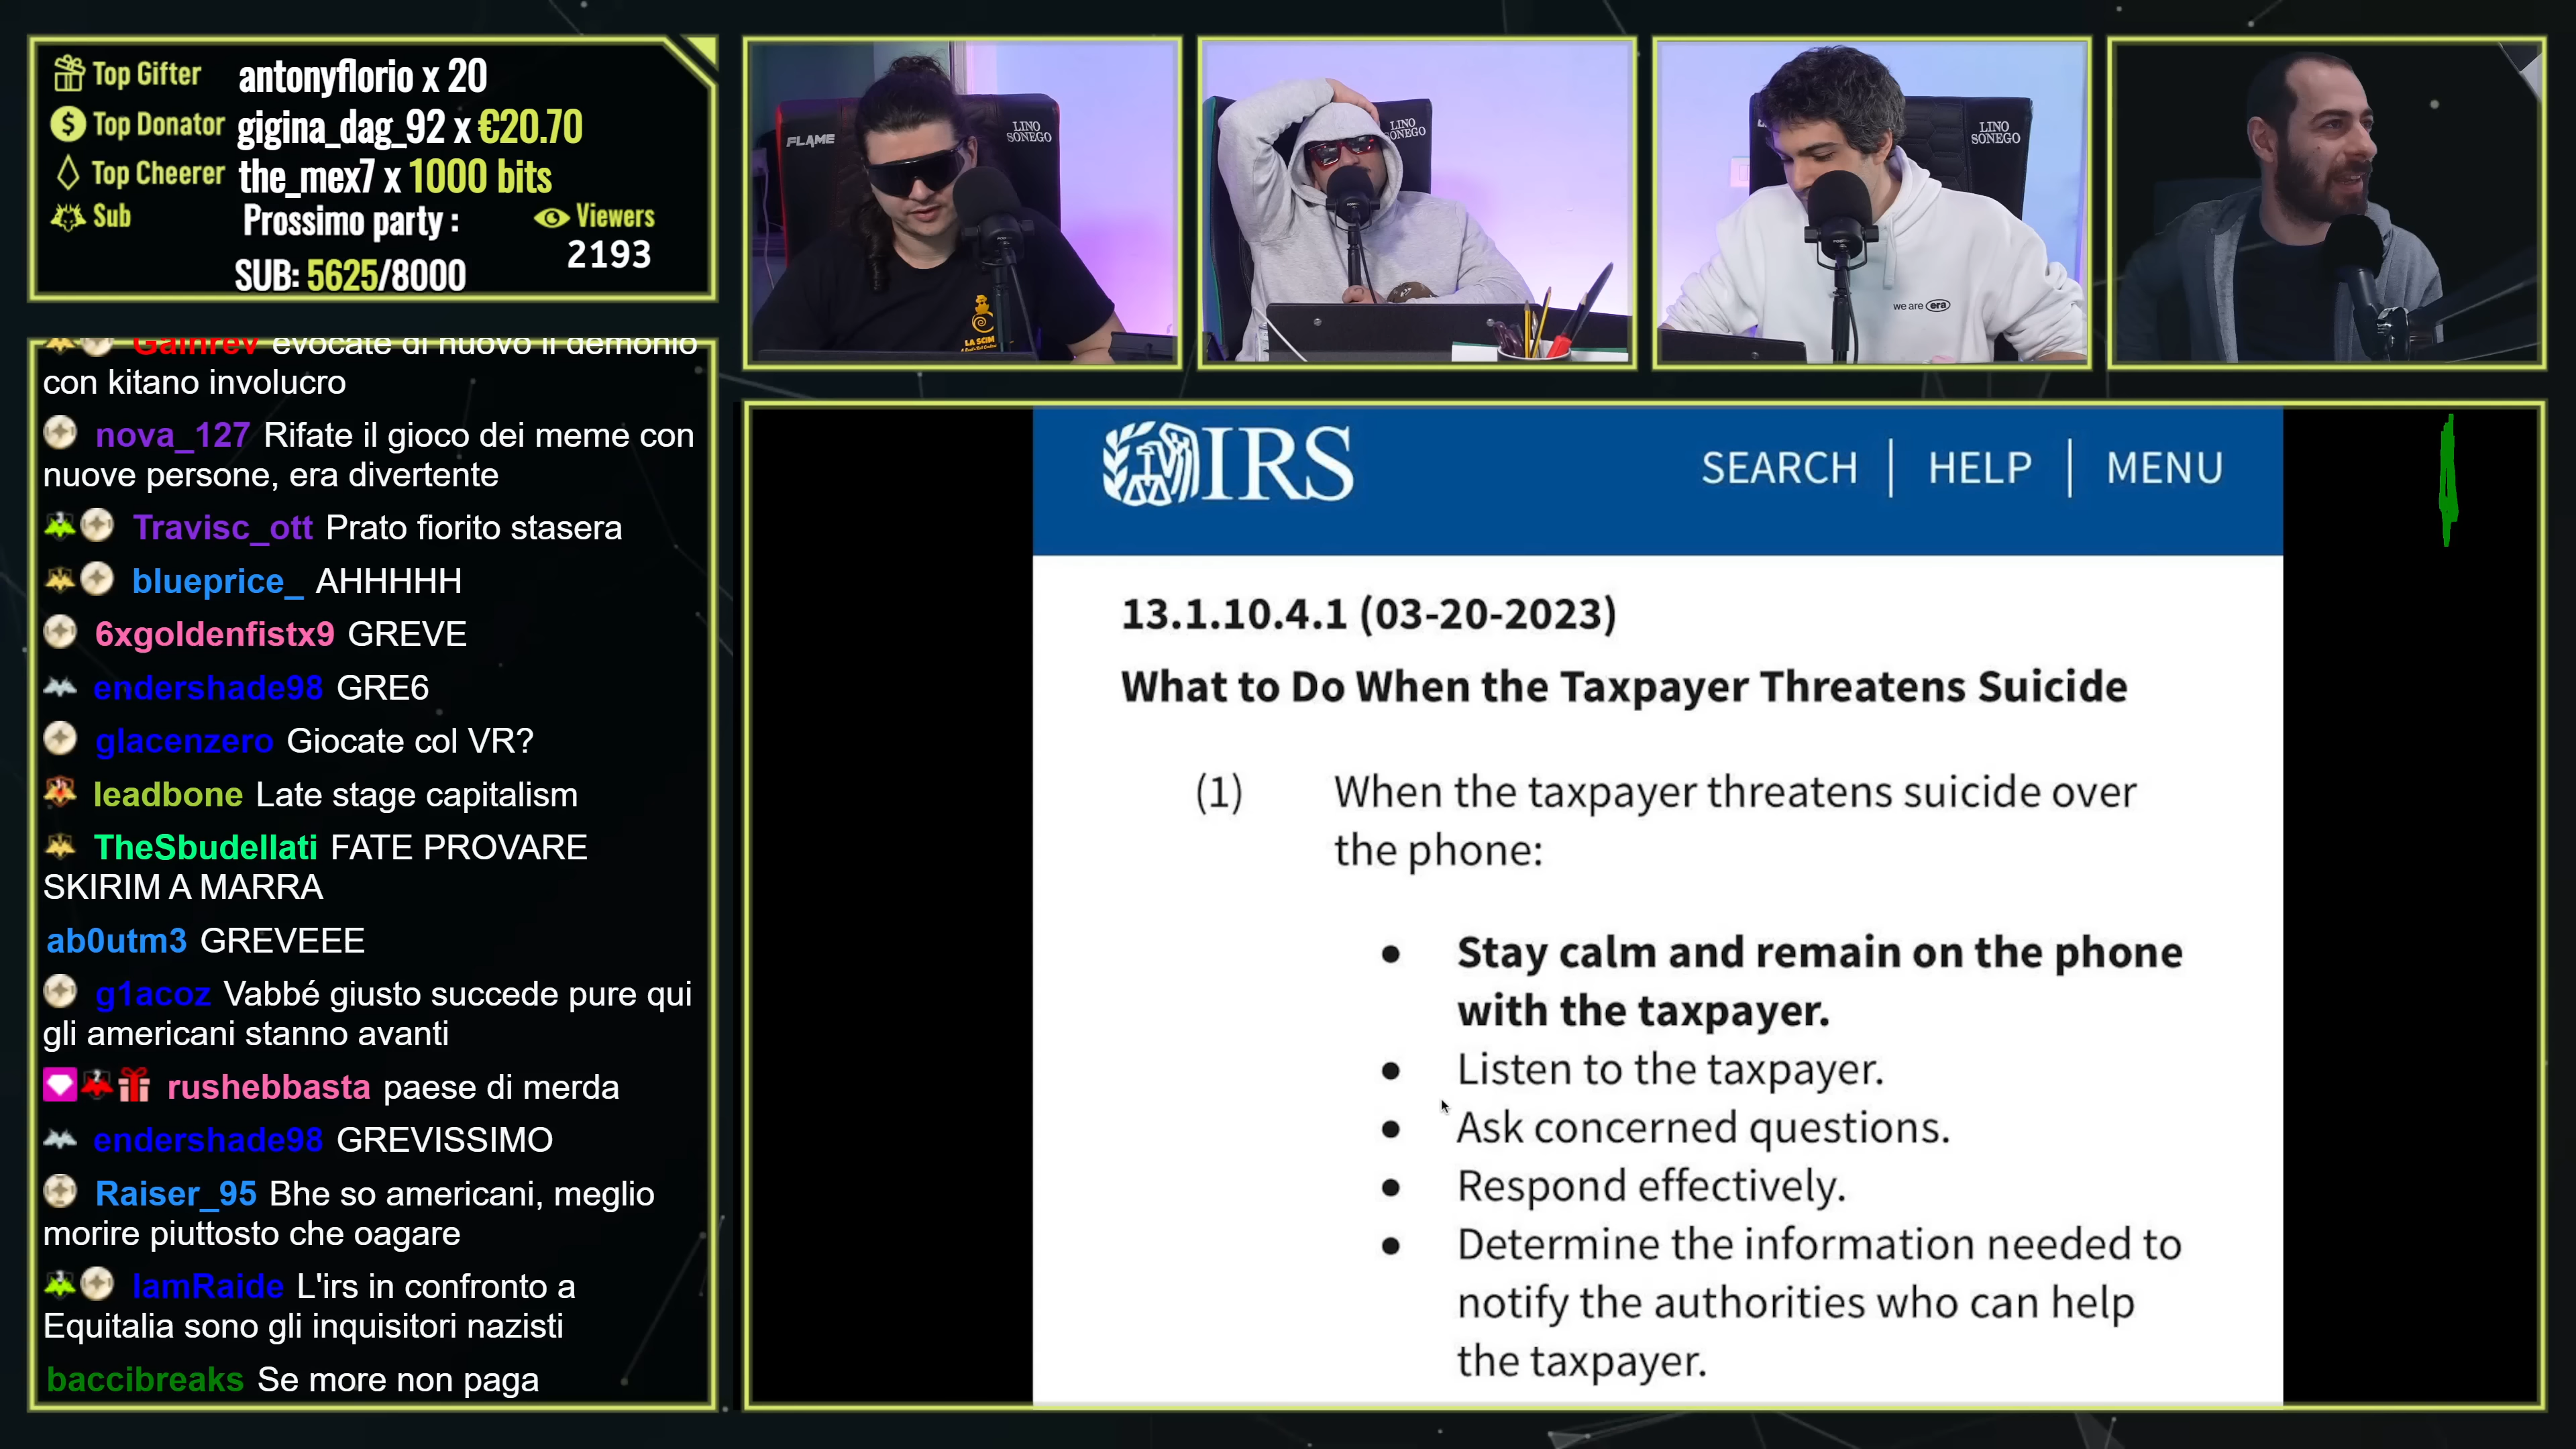 Top Gifter antonyflorio x 20
Top Donator gigina_dag_92 x €20.70
Top Cheerer the_mex7 x 1000 bits
Sub Prossimo party : Viewers
2193
SUB: 5625/8000
Gamrev evocate di nuovo il demonio
con kitano involucro
nova_127 Rifate il gioco dei meme con
nuove persone, era divertente
Travisc_ott Prato fiorito stasera
blueprice_ AHHHHH
6xgoldenfistx9 GREVE
endershade98 GRE6
glacenzero Giocate col VR?
leadbone Late stage capitalism
TheSbudellati FATE PROVARE
SKIRIM A MARRA
ab0utm3 GREVEEE
g1acoz Vabbé giusto succede pure qui
gli americani stanno avanti
rushebbasta paese di merda
endershade98 GREVISSIMO
Raiser_95 Bhe so americani, meglio
morire piuttosto che oagare
IamRaide L'irs in confronto a
Equitalia sono gli inquisitori nazisti
baccibreaks Se more non paga
FLAME
LINO
SONEGO
LA SCIM
LINO
SONEGO
LINO
SONEGO
we are era
IRS
SEARCH | HELP | MENU
13.1.10.4.1 (03-20-2023)
What to Do When the Taxpayer Threatens Suicide
(1) When the taxpayer threatens suicide over
the phone:
• Stay calm and remain on the phone
with the taxpayer.
• Listen to the taxpayer.
• Ask concerned questions.
• Respond effectively.
• Determine the information needed to
notify the authorities who can help
the taxpayer.